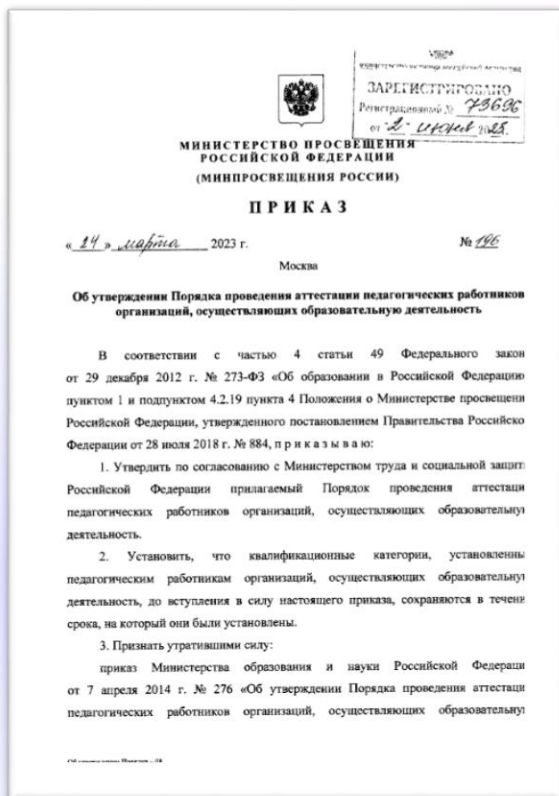 ЗАРЕГИСТРИРОВАНО
Регистрационный № 73696
от "2" июня 2023.
МИНИСТЕРСТВО ПРОСВЕЩЕНИЯ
РОССИЙСКОЙ ФЕДЕРАЦИИ
(МИНПРОСВЕЩЕНИЯ РОССИИ)
ПРИКАЗ
« 24 » марта 2023 г.
№ 196
Москва
Об утверждении Порядка проведения аттестации педагогических работников
организаций, осуществляющих образовательную деятельность
В соответствии с частью 4 статьи 49 Федерального закон
от 29 декабря 2012 г. № 273-ФЗ «Об образовании в Российской Федерации»
пунктом 1 и подпунктом 4.2.19 пункта 4 Положения о Министерстве просвещени
Российской Федерации, утвержденного постановлением Правительства Российско
Федерации от 28 июля 2018 г. № 884, п р и к а з ы в а ю:
1. Утвердить по согласованию с Министерством труда и социальной защит
Российской Федерации прилагаемый Порядок проведения аттестаци
педагогических работников организаций, осуществляющих образовательну
деятельность.
2. Установить, что квалификационные категории, установленны
педагогическим работникам организаций, осуществляющих образовательну
деятельность, до вступления в силу настоящего приказа, сохраняются в течени
срока, на который они были установлены.
3. Признать утратившими силу:
приказ Министерства образования и науки Российской Федераци
от 7 апреля 2014 г. № 276 «Об утверждении Порядка проведения аттестаци
педагогических работников организаций, осуществляющих образовательну